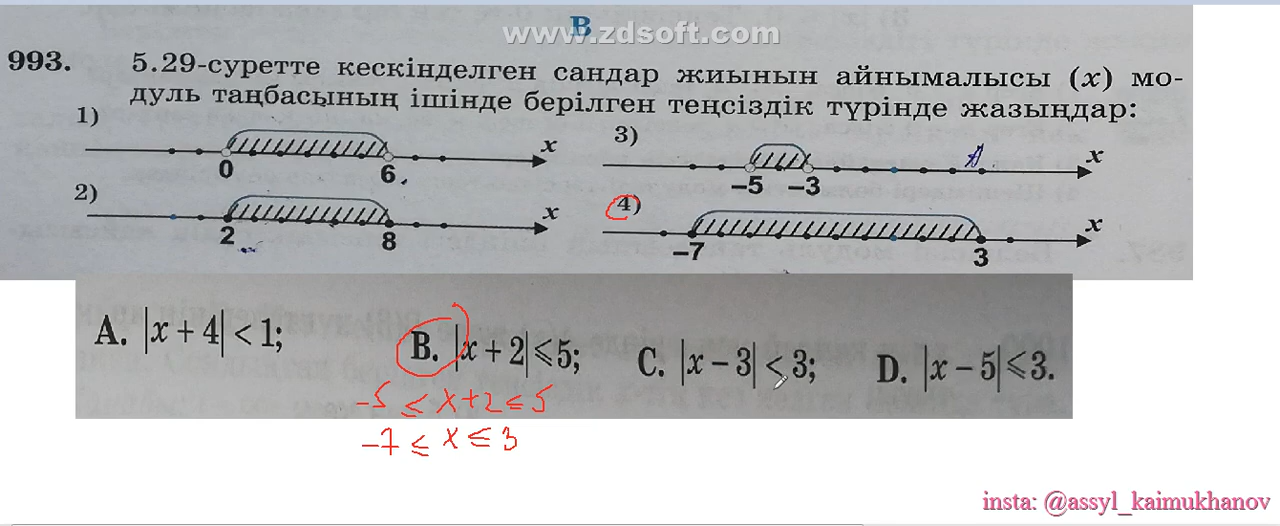 В
www.zdsoft.com
993. 5.29-суретте кескінделген сандар жиынын айнымалысы (x) мо-
дуль таңбасының ішінде берілген теңсіздік түрінде жазыңдар:
1) x
0 6
3) A x
-5 -3
2) x
2 8
4) x
-7 3
A. |x + 4| < 1;
B. |x + 2| ⩽ 5;
C. |x − 3| < 3;
D. |x − 5| ⩽ 3.
-5 ≤ x+2 ≤ 5
-7 ≤ x ≤ 3
insta: @assyl_kaimukhanov